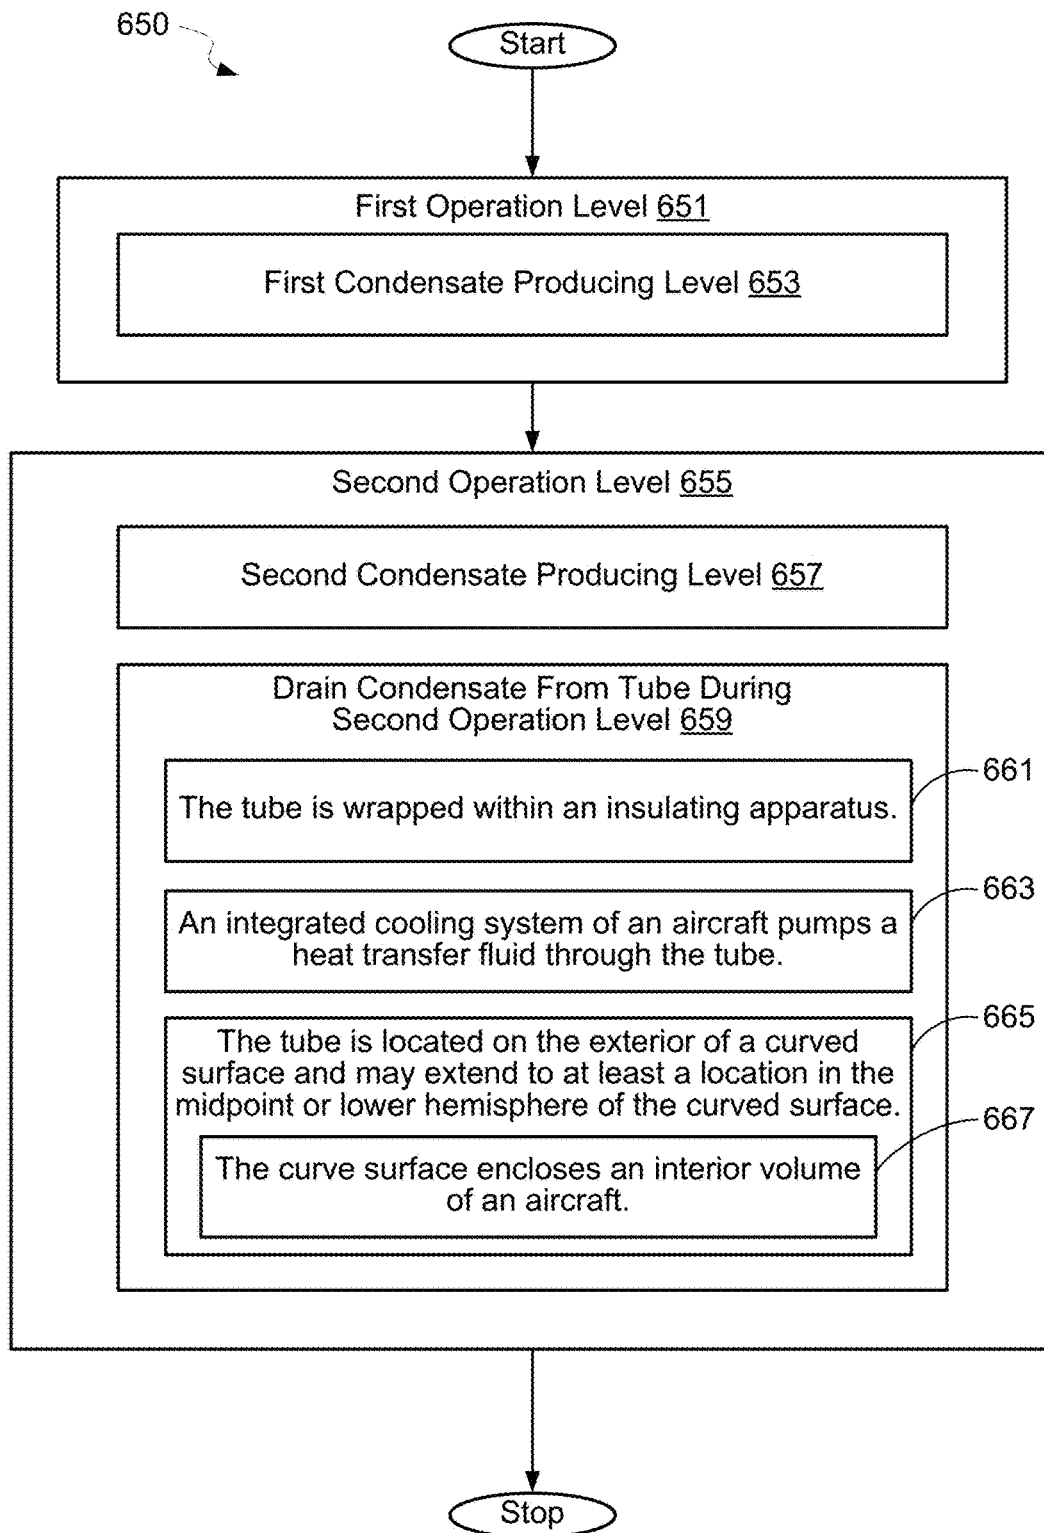 650
Start
First Operation Level 651
First Condensate Producing Level 653
Second Operation Level 655
Second Condensate Producing Level 657
Drain Condensate From Tube During
Second Operation Level 659
661
The tube is wrapped within an insulating apparatus.
663
An integrated cooling system of an aircraft pumps a
heat transfer fluid through the tube.
665
The tube is located on the exterior of a curved
surface and may extend to at least a location in the
midpoint or lower hemisphere of the curved surface.
667
The curve surface encloses an interior volume
of an aircraft.
Stop